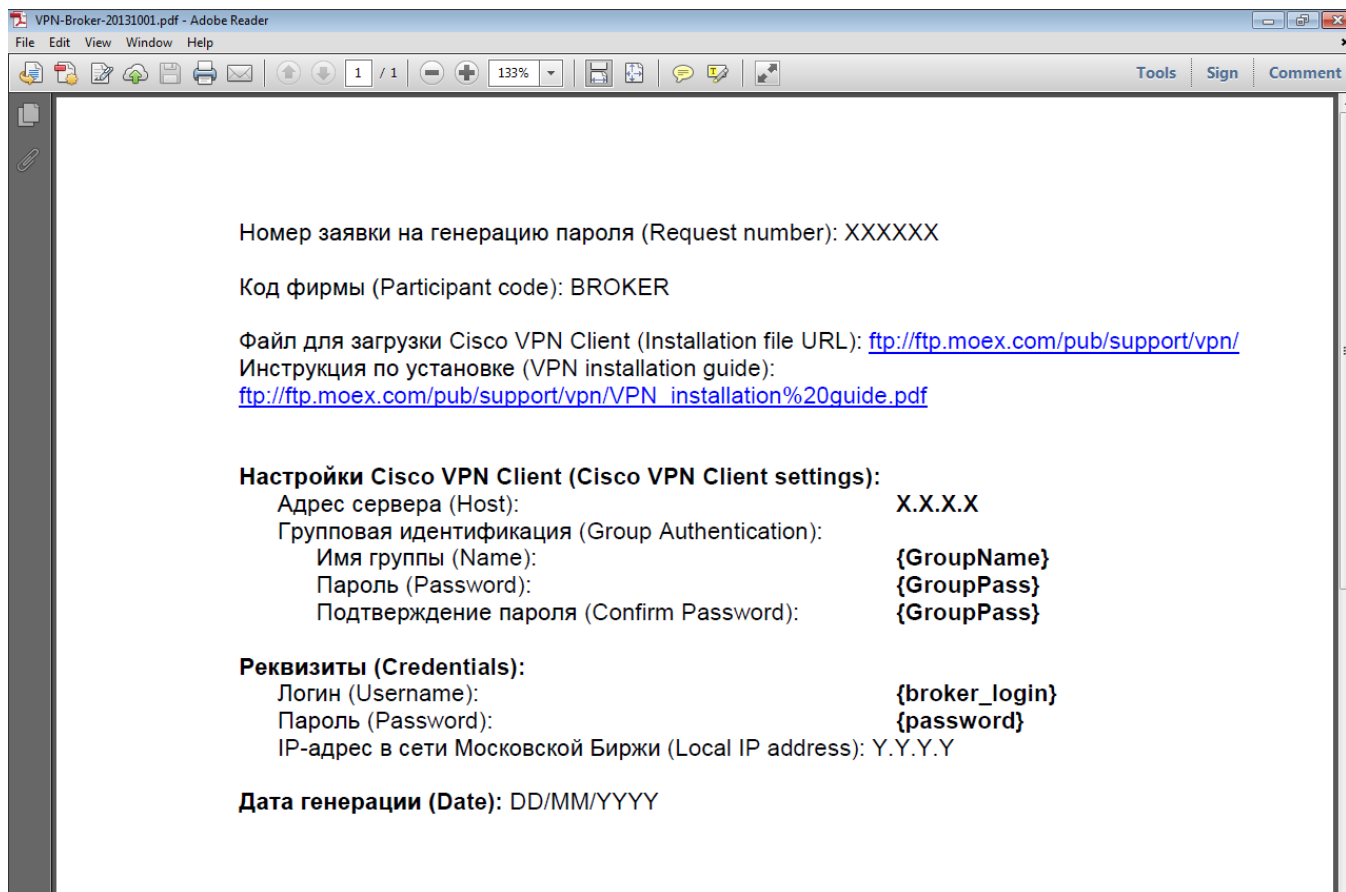 VPN-Broker-20131001.pdf - Adobe Reader
File Edit View Window Help
1 / 1 133% Tools Sign Comment
Номер заявки на генерацию пароля (Request number): XXXXXX
Код фирмы (Participant code): BROKER
Файл для загрузки Cisco VPN Client (Installation file URL): ftp://ftp.moex.com/pub/support/vpn/
Инструкция по установке (VPN installation guide):
ftp://ftp.moex.com/pub/support/vpn/VPN_installation%20guide.pdf
Настройки Cisco VPN Client (Cisco VPN Client settings):
Адрес сервера (Host): X.X.X.X
Групповая идентификация (Group Authentication):
Имя группы (Name): {GroupName}
Пароль (Password): {GroupPass}
Подтверждение пароля (Confirm Password): {GroupPass}
Реквизиты (Credentials):
Логин (Username): {broker_login}
Пароль (Password): {password}
IP-адрес в сети Московской Биржи (Local IP address): Y.Y.Y.Y
Дата генерации (Date): DD/MM/YYYY